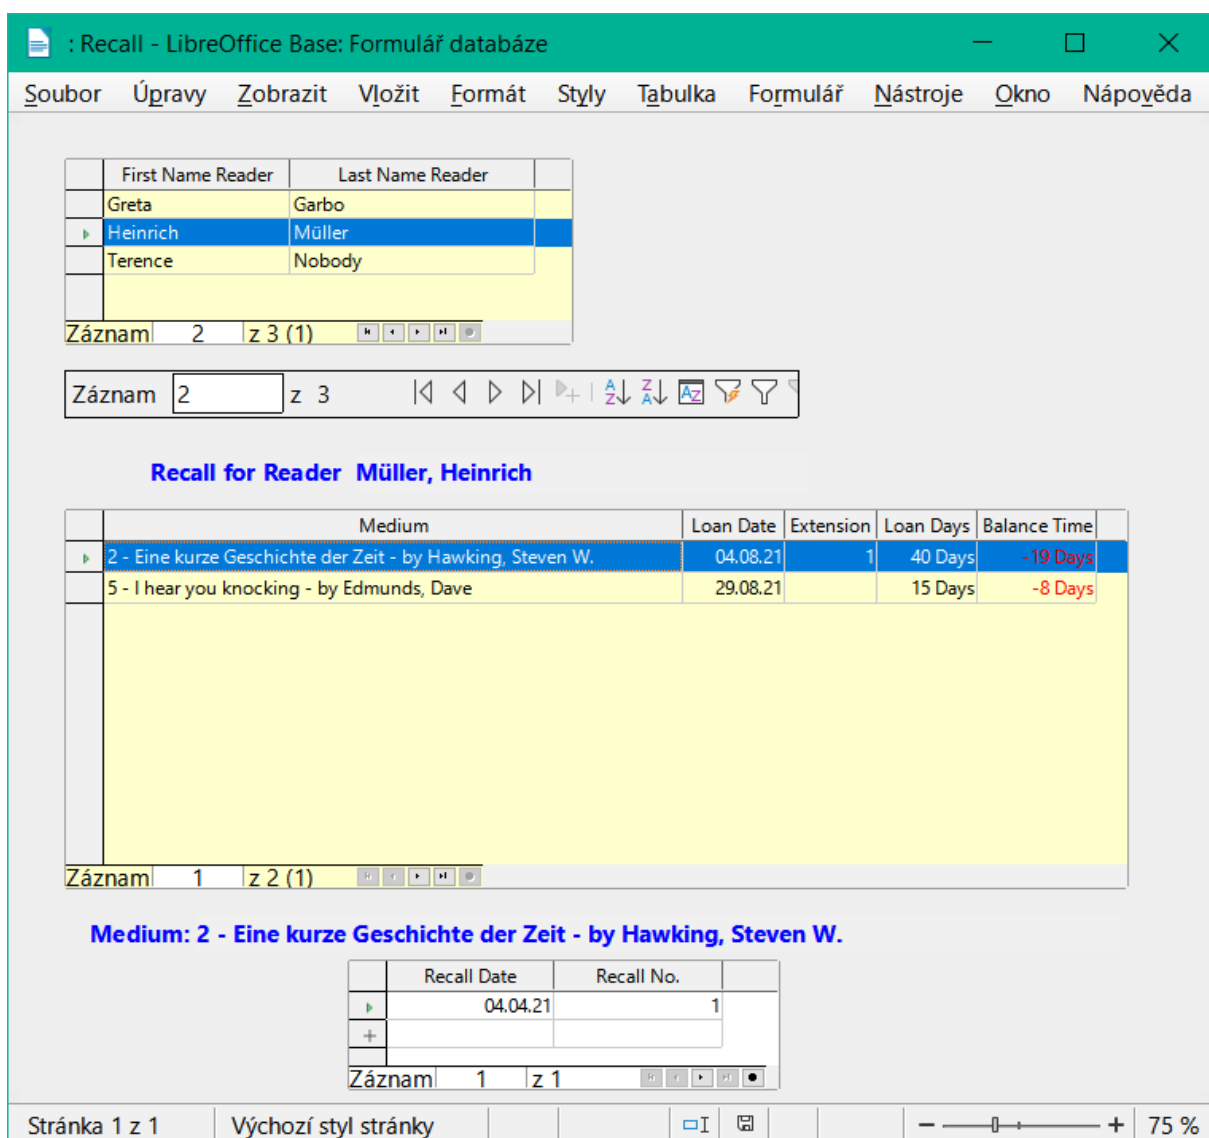 : Recall - LibreOffice Base: Formulář databáze
Soubor Úpravy Zobrazit Vložit Formát Styly Tabulka Formulář Nástroje Okno Nápověda
First Name Reader Last Name Reader
Greta Garbo
Heinrich Müller
Terence Nobody
Záznam 2 z 3 (1)
Záznam 2 z 3
Recall for Reader Müller, Heinrich
Medium Loan Date Extension Loan Days Balance Time
2 - Eine kurze Geschichte der Zeit - by Hawking, Steven W. 04.08.21 1 40 Days -19 Days
5 - I hear you knocking - by Edmunds, Dave 29.08.21 15 Days -8 Days
Záznam 1 z 2 (1)
Medium: 2 - Eine kurze Geschichte der Zeit - by Hawking, Steven W.
Recall Date Recall No.
04.04.21 1
Záznam 1 z 1
Stránka 1 z 1 Výchozí styl stránky 75 %